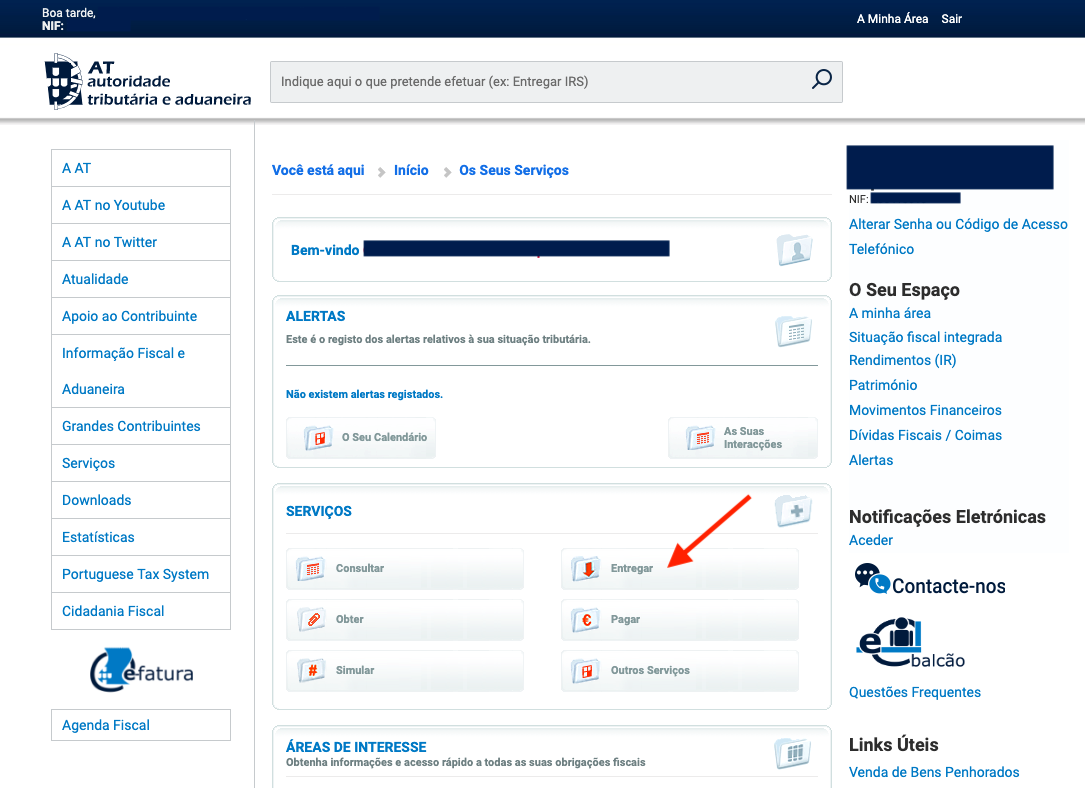 Boa tarde,
NIF:
A Minha Área
Sair
AT
autoridade
tributária e aduaneira
Indique aqui o que pretende efetuar (ex: Entregar IRS)
A AT
A AT no Youtube
A AT no Twitter
Atualidade
Apoio ao Contribuinte
Informação Fiscal e
Aduaneira
Grandes Contribuintes
Serviços
Downloads
Estatísticas
Portuguese Tax System
Cidadania Fiscal
e-fatura
Agenda Fiscal
Você está aqui
Início
Os Seus Serviços
Bem-vindo
ALERTAS
Este é o registo dos alertas relativos à sua situação tributária.
Não existem alertas registados.
O Seu Calendário
As Suas
Interacções
SERVIÇOS
Consultar
Entregar
Obter
Pagar
Simular
Outros Serviços
ÁREAS DE INTERESSE
Obtenha informações e acesso rápido a todas as suas obrigações fiscais
NIF:
Alterar Senha ou Código de Acesso
Telefónico
O Seu Espaço
A minha área
Situação fiscal integrada
Rendimentos (IR)
Património
Movimentos Financeiros
Dívidas Fiscais / Coimas
Alertas
Notificações Eletrónicas
Aceder
Contacte-nos
e balcão
Questões Frequentes
Links Úteis
Venda de Bens Penhorados